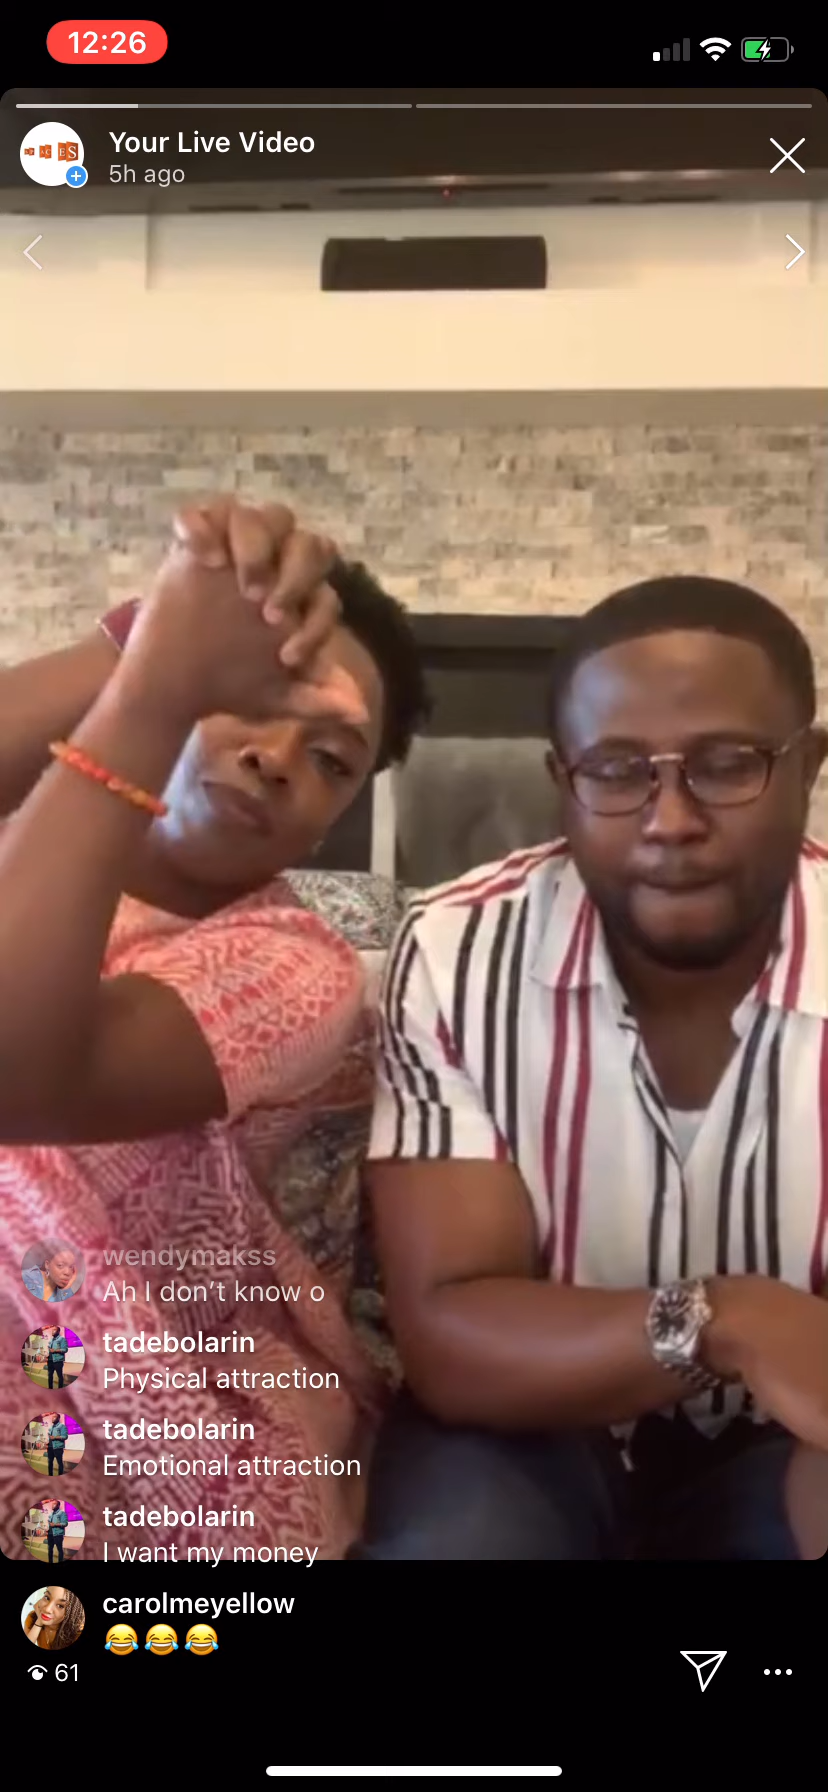 12:26
Your Live Video
5h ago
wendymakss
Ah I don't know o
tadebolarin
Physical attraction
tadebolarin
Emotional attraction
tadebolarin
I want my money
carolmeyellow
😂😂😂
61